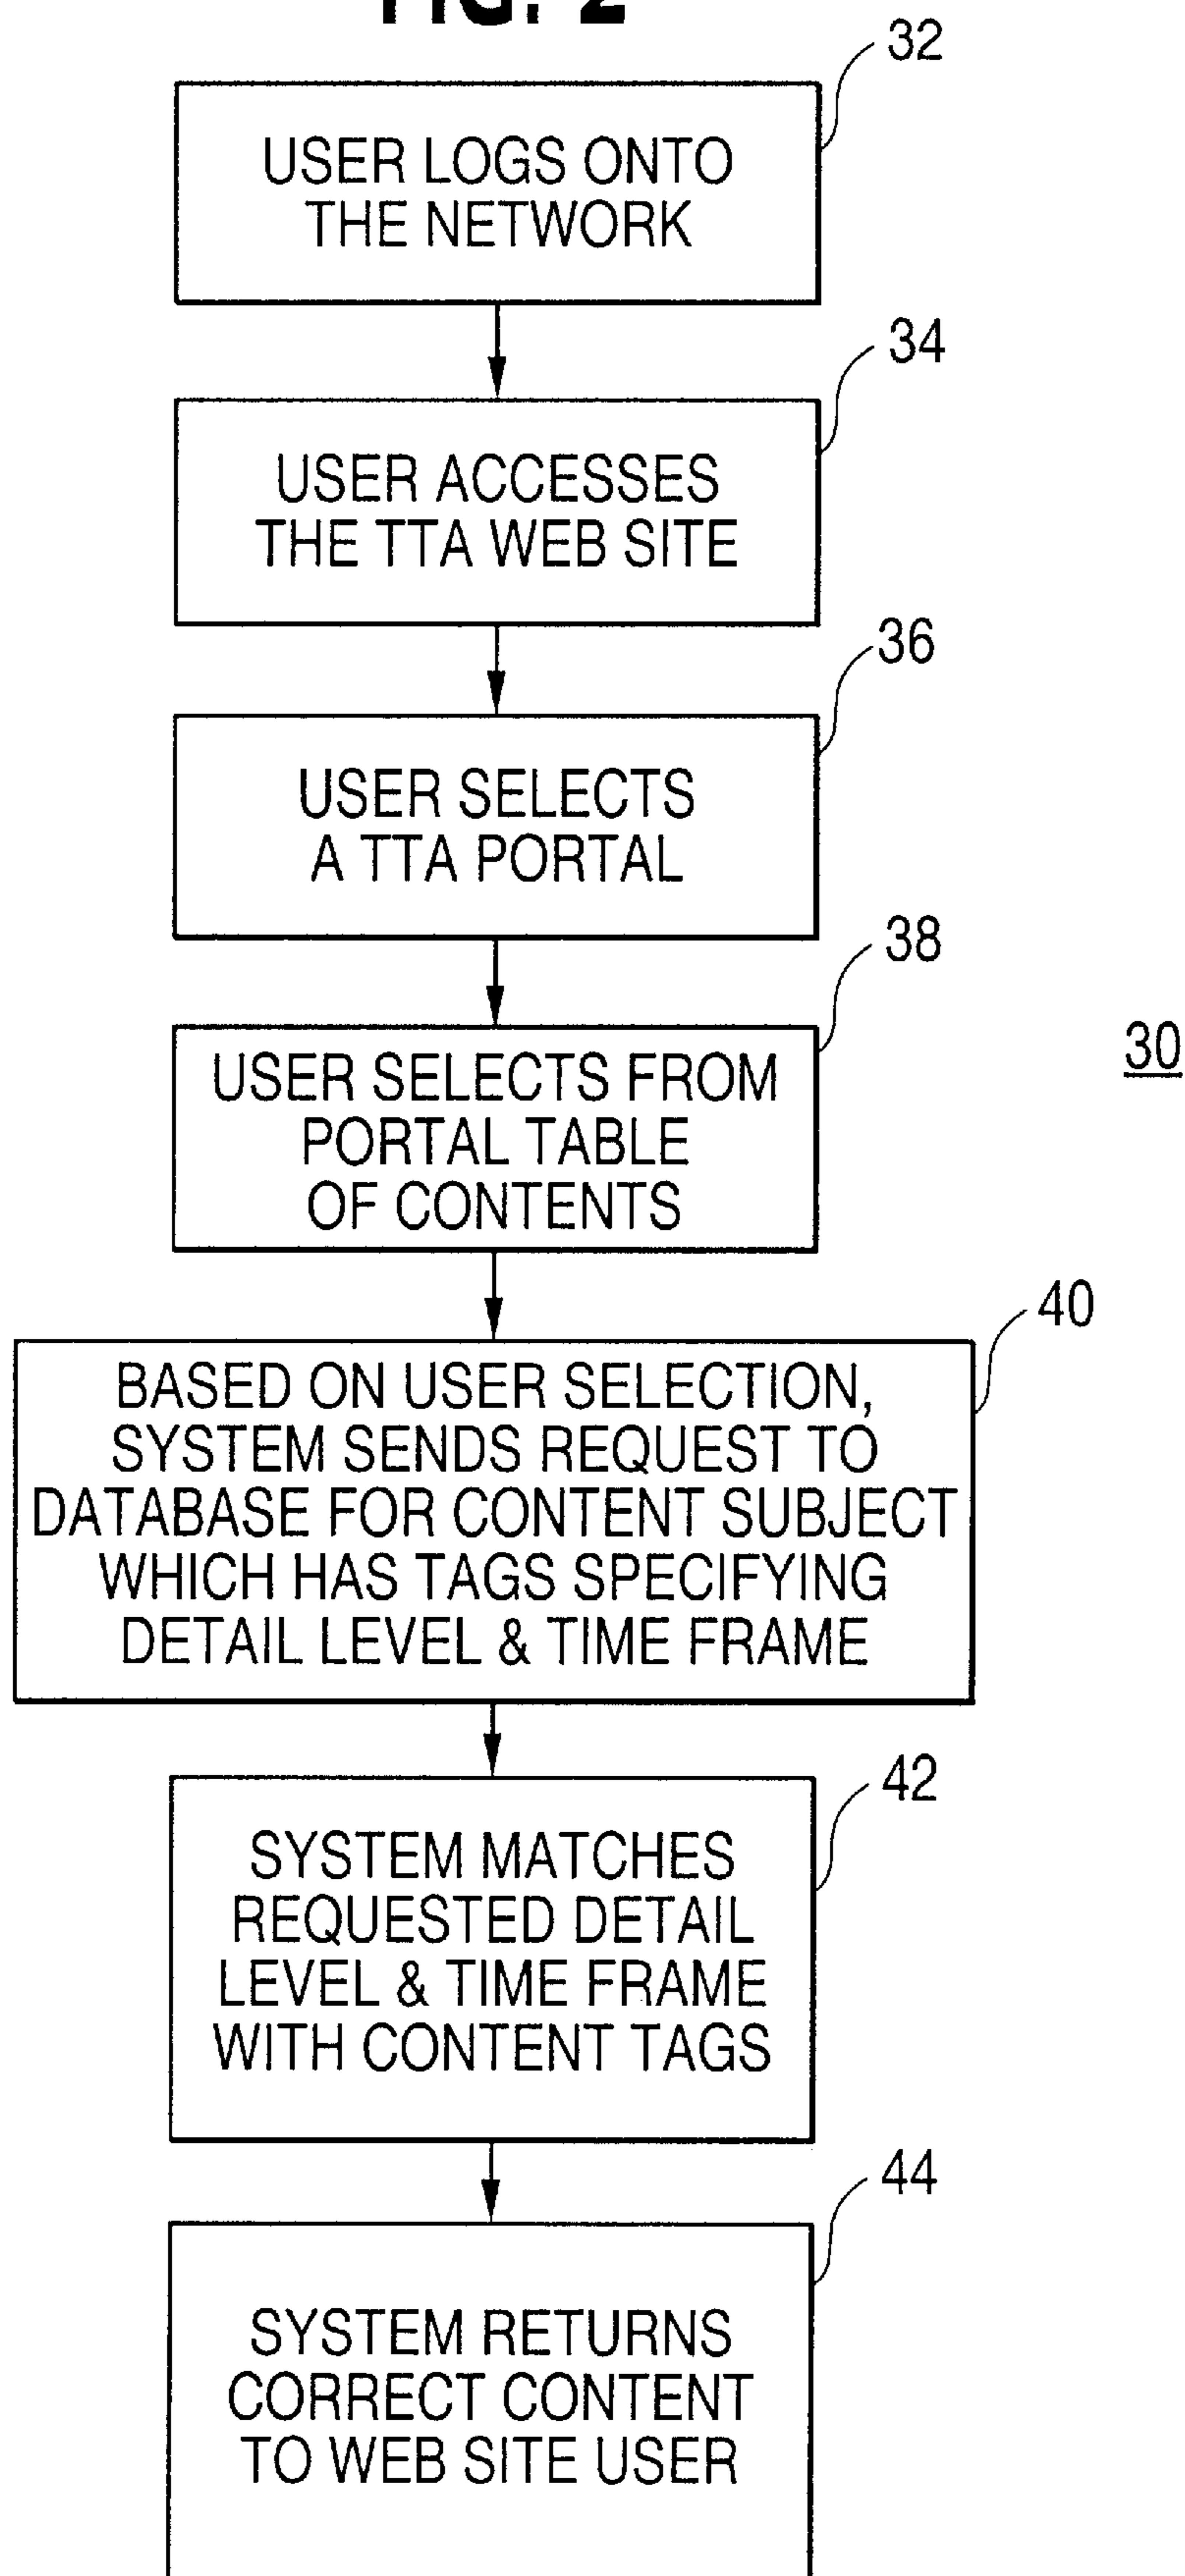 FIG. 2
32
USER LOGS ONTO
THE NETWORK
34
USER ACCESSES
THE TTA WEB SITE
36
USER SELECTS
A TTA PORTAL
38
USER SELECTS FROM
PORTAL TABLE
OF CONTENTS
30
40
BASED ON USER SELECTION,
SYSTEM SENDS REQUEST TO
DATABASE FOR CONTENT SUBJECT
WHICH HAS TAGS SPECIFYING
DETAIL LEVEL & TIME FRAME
42
SYSTEM MATCHES
REQUESTED DETAIL
LEVEL & TIME FRAME
WITH CONTENT TAGS
44
SYSTEM RETURNS
CORRECT CONTENT
TO WEB SITE USER